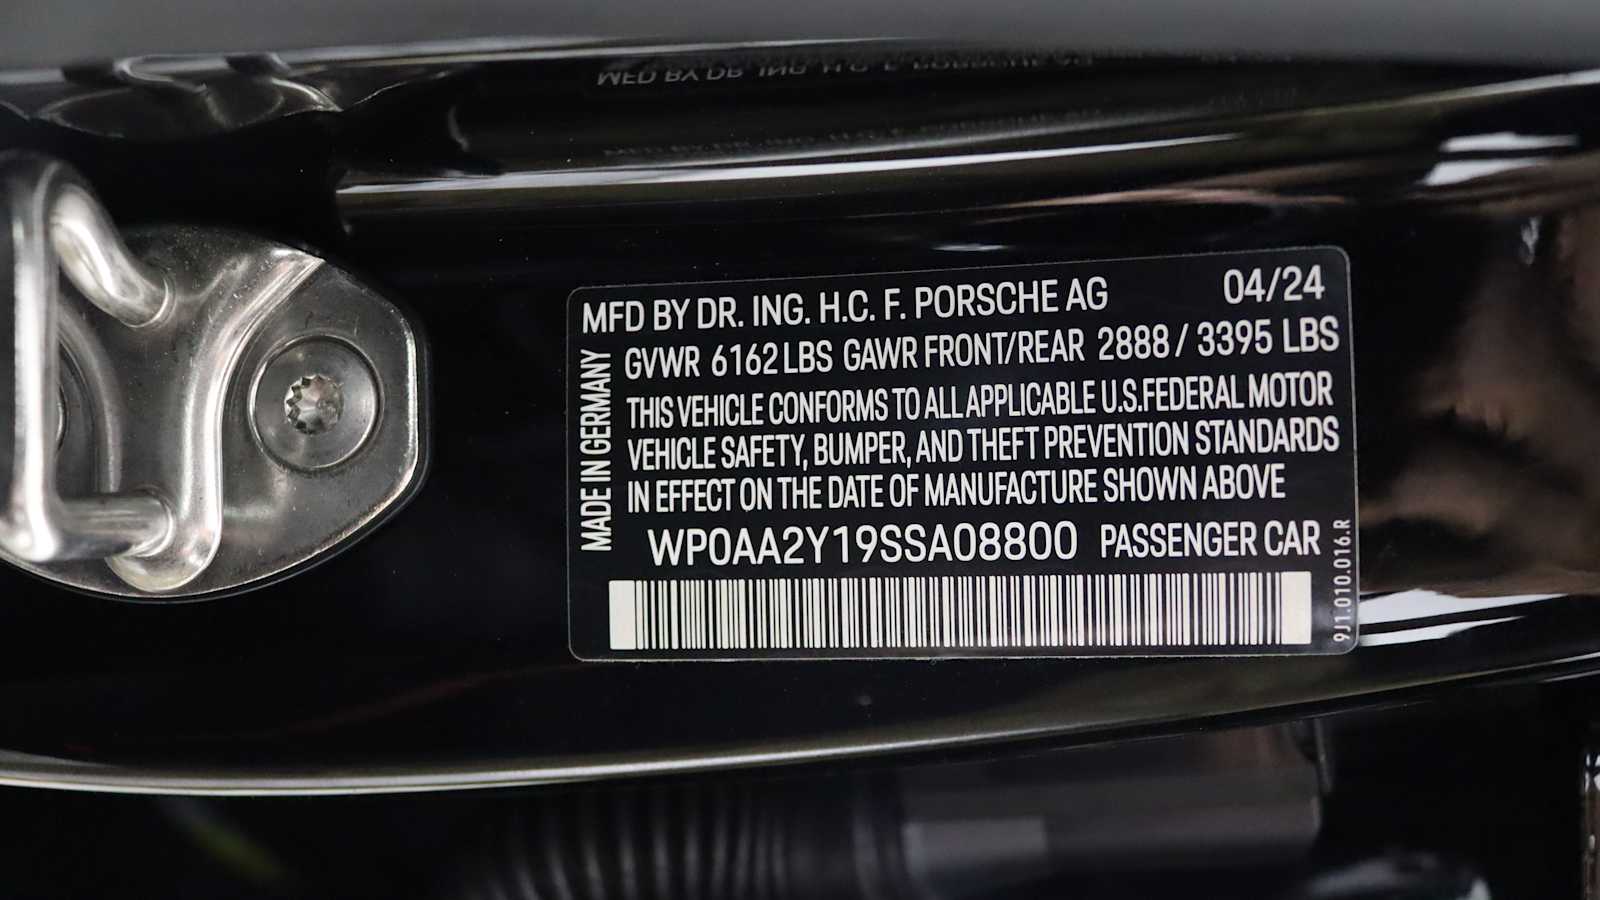 MFD BY DR. ING. H.C. F. PORSCHE AG 04/24
GVWR 6162 LBS GAWR FRONT/REAR 2888 / 3395 LBS
THIS VEHICLE CONFORMS TO ALL APPLICABLE U.S.FEDERAL MOTOR
VEHICLE SAFETY, BUMPER, AND THEFT PREVENTION STANDARDS
IN EFFECT ON THE DATE OF MANUFACTURE SHOWN ABOVE
WP0AA2Y19SSA08800 PASSENGER CAR
MADE IN GERMANY
9J1.010.016.R